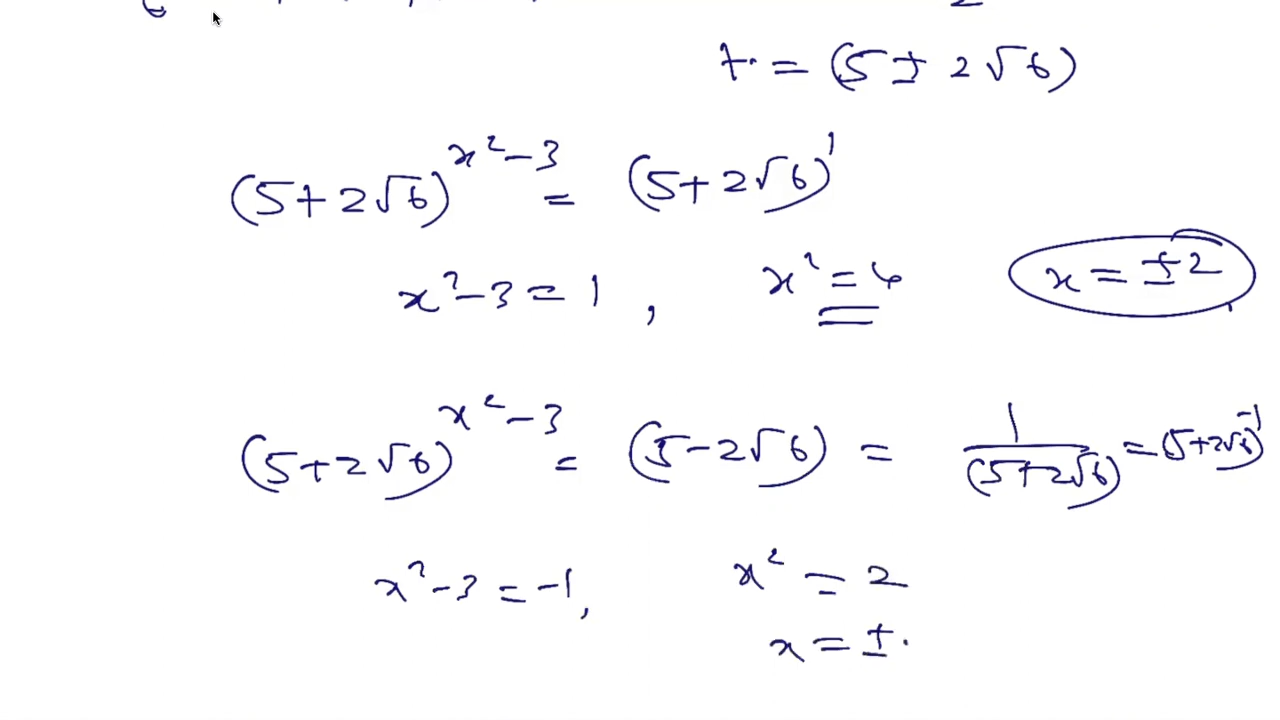 t = (5 ± 2√6)
(5+2√6)^{x²-3} = (5+2√6)^1
x²-3 = 1 , x² = 4 x = ±2
(5+2√6)^{x²-3} = (5-2√6) = 1/(5+2√6) = (5+2√6)^{-1}
x²-3 = -1, x² = 2
x = ±.